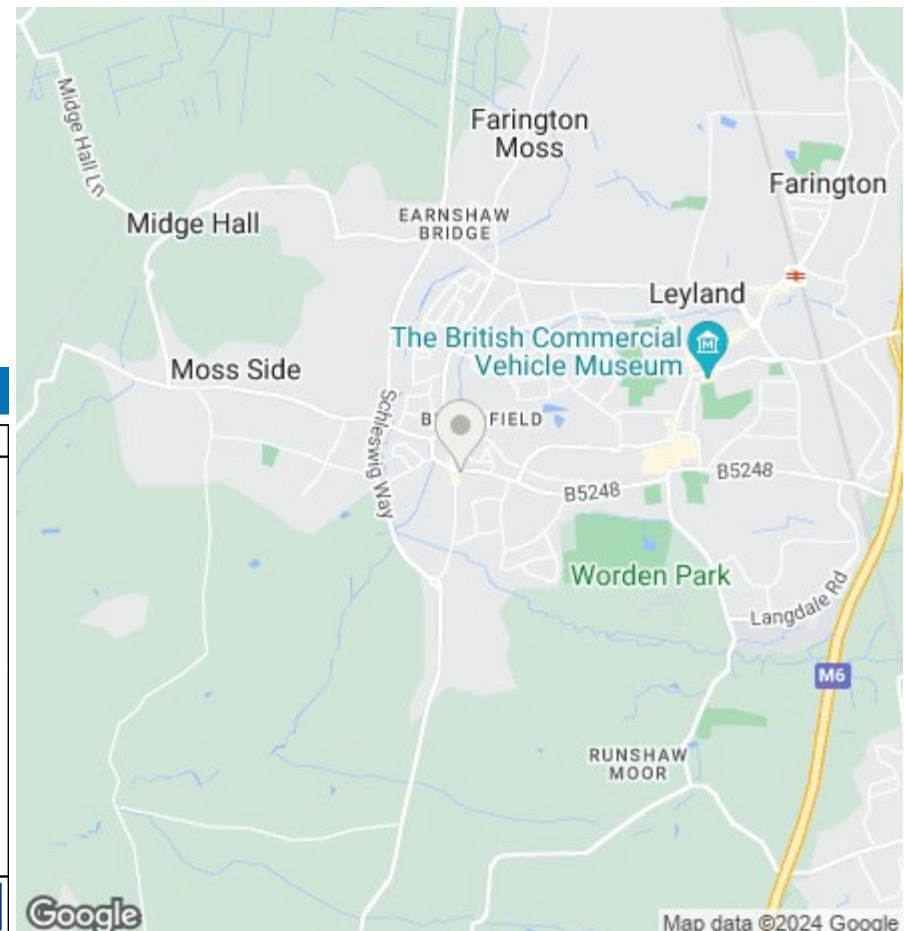 Farington
Moss
Midge Hall Ln
Farington
EARNSHAW
BRIDGE
Midge Hall
Leyland
The British Commercial
Vehicle Museum
Moss Side
Schleswig Way
FIELD
B5248
B5248
Worden Park
Langdale Rd
M6
RUNSHAW
MOOR
Google
Map data ©2024 Google